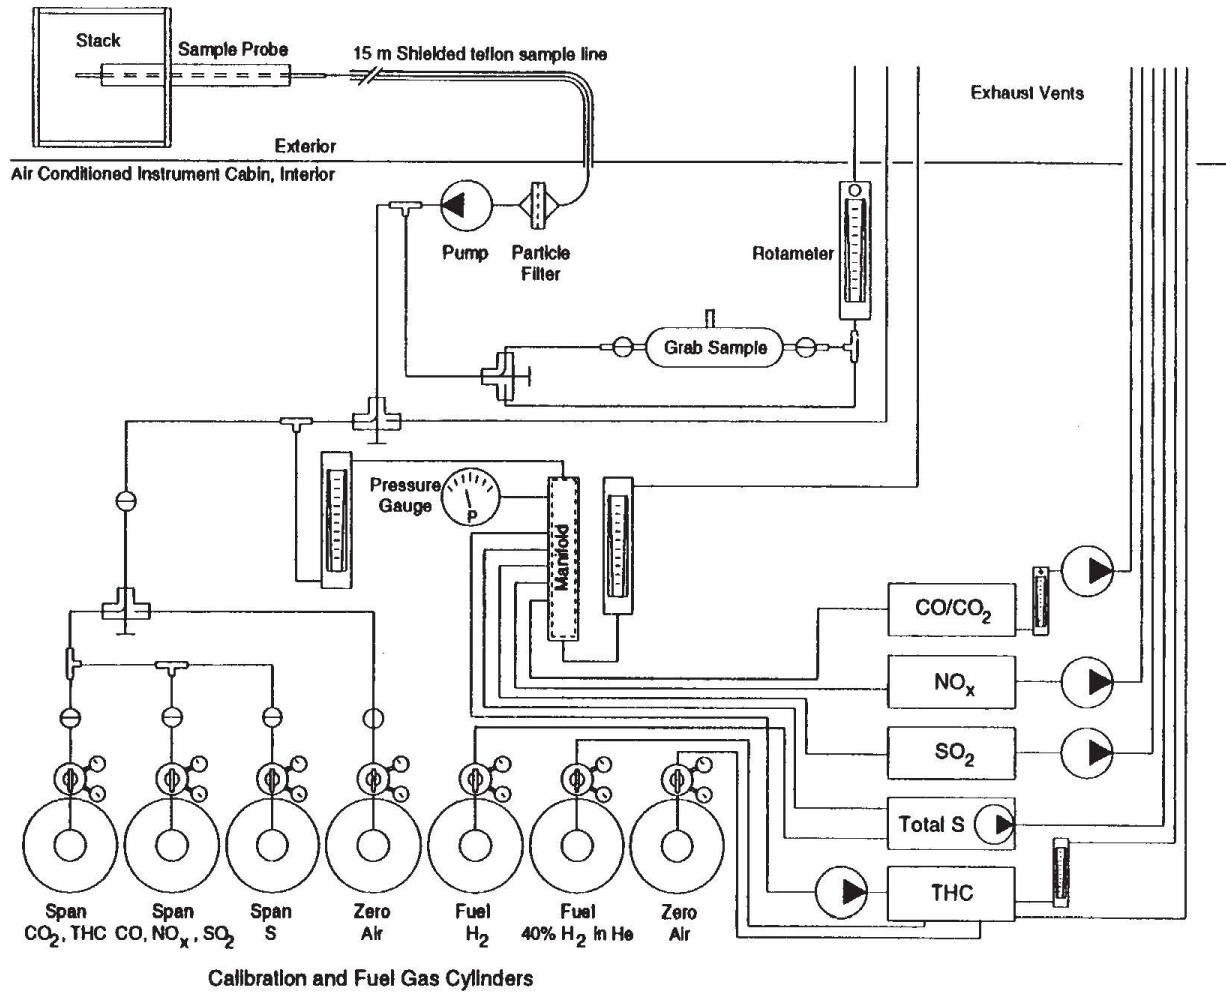 Stack
Sample Probe
15 m Shielded teflon sample line
Exhaust Vents
Exterior
Air Conditioned Instrument Cabin, Interior
Pump
Particle
Filter
Rotameter
Grab Sample
Pressure
Gauge
P
Manifold
CO/CO2
NOx
SO2
Total S
THC
Span
CO2, THC
Span
CO, NOx, SO2
Span
S
Zero
Air
Fuel
H2
Fuel
40% H2 in He
Zero
Air
Calibration and Fuel Gas Cylinders